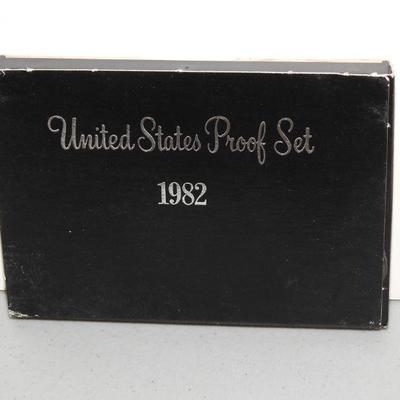 United States Proof Set
1982